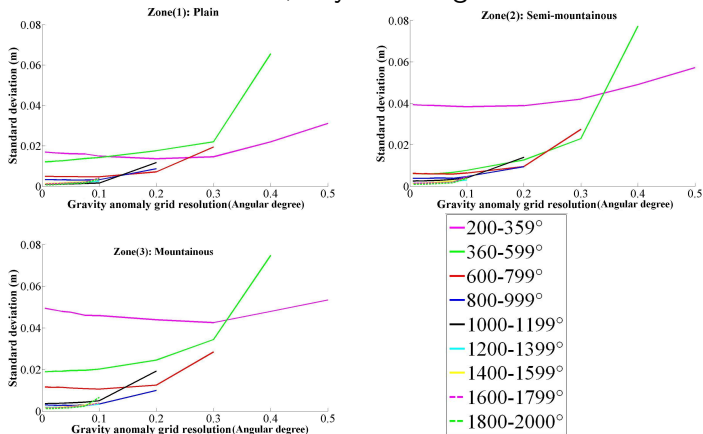 Zone(1): Plain
0.08
0.06
0.04
0.02
0
Standard deviation (m)
0 0.1 0.2 0.3 0.4 0.5
Gravity anomaly grid resolution(Angular degree)
Zone(2): Semi-mountainous
0.08
0.06
0.04
0.02
0
Standard deviation (m)
0 0.1 0.2 0.3 0.4 0.5
Gravity anomaly grid resolution(Angular degree)
Zone(3): Mountainous
0.08
0.06
0.04
0.02
0
Standard deviation (m)
0 0.1 0.2 0.3 0.4 0.5
Gravity anomaly grid resolution(Angular degree)
200-359°
360-599°
600-799°
800-999°
1000-1199°
1200-1399°
1400-1599°
1600-1799°
1800-2000°